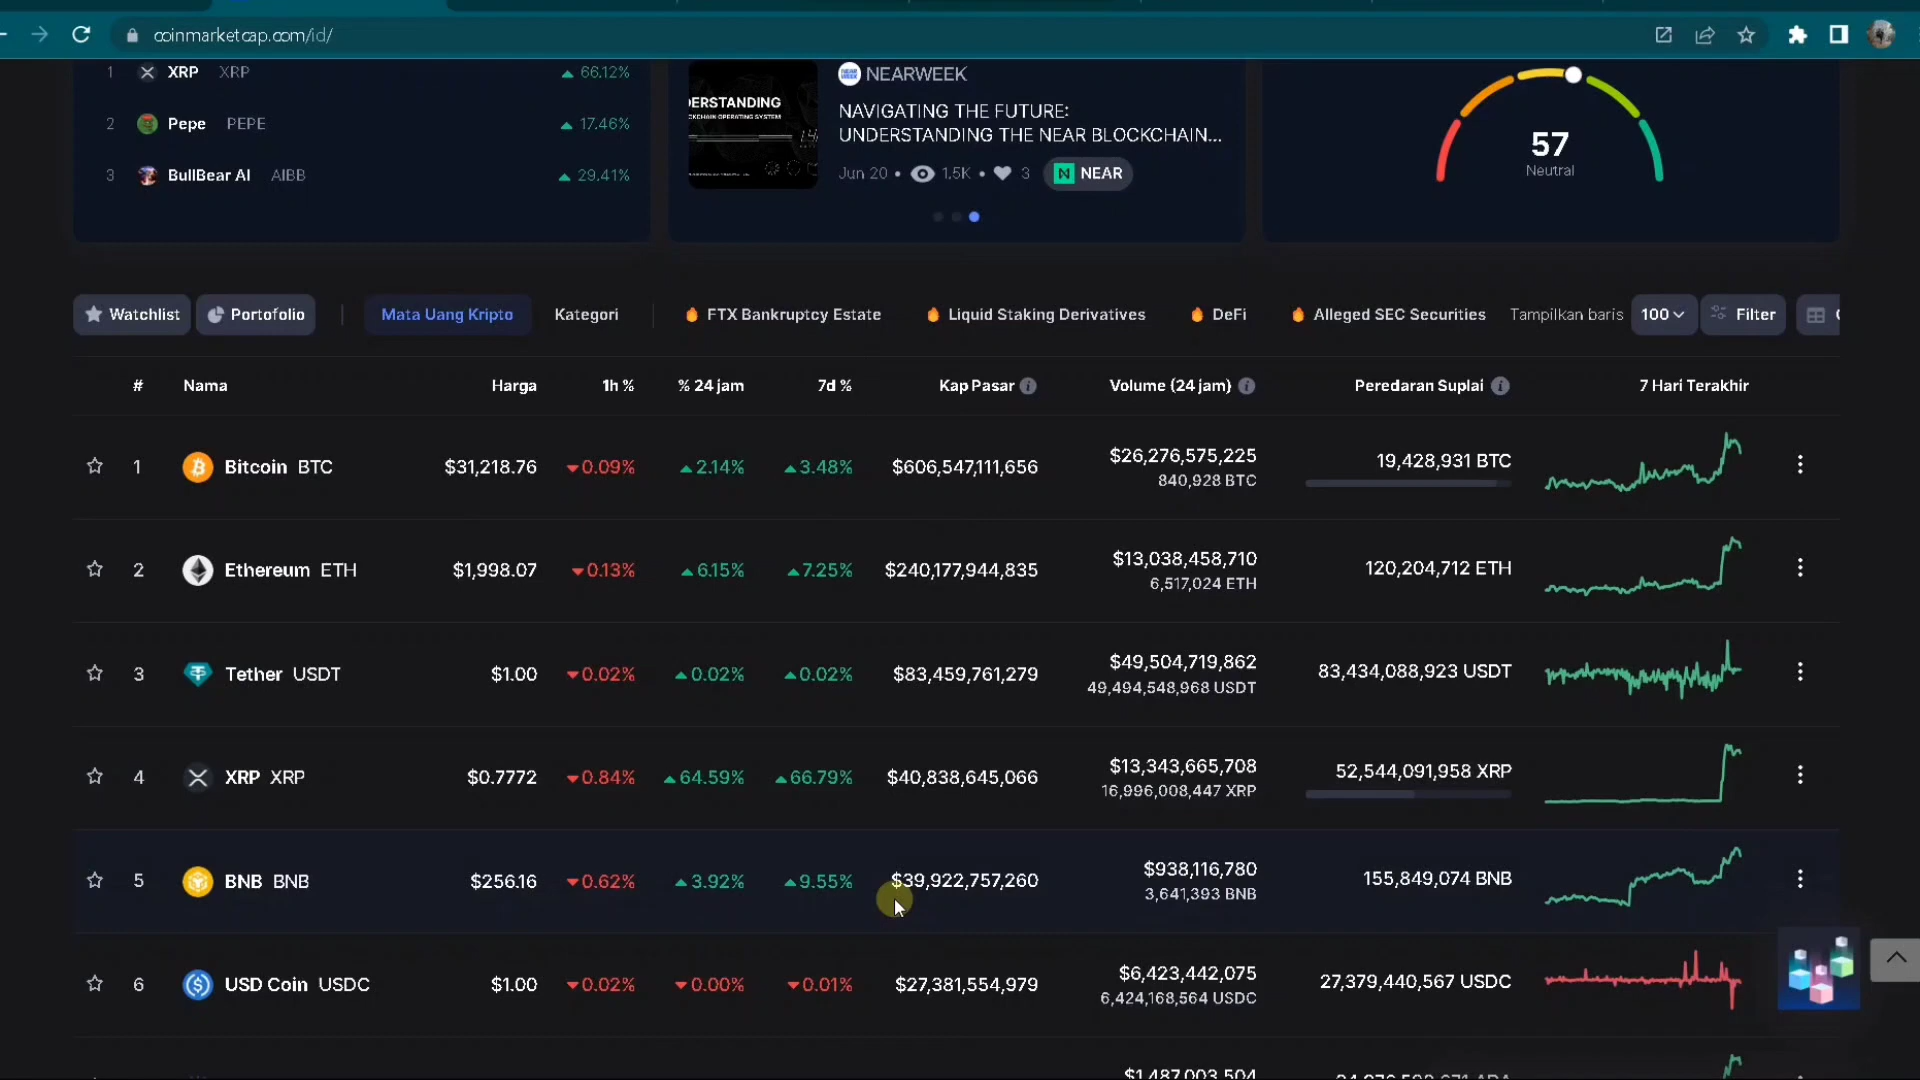 coinmarketcap.com/id/
1 XRP XRP 66.12%
2 Pepe PEPE 17.46%
3 BullBear AI AIBB 29.41%
DERSTANDING
CKCHAIN OPERATING SYSTEM
NEARWEEK
NAVIGATING THE FUTURE:
UNDERSTANDING THE NEAR BLOCKCHAIN...
Jun 20 • 1.5K • 3 NEAR
57
Neutral
Watchlist Portofolio Mata Uang Kripto Kategori FTX Bankruptcy Estate Liquid Staking Derivatives DeFi Alleged SEC Securities Tampilkan baris 100 Filter
# Nama Harga 1h % % 24 jam 7d % Kap Pasar Volume (24 jam) Peredaran Suplai 7 Hari Terakhir
1 Bitcoin BTC $31,218.76 0.09% 2.14% 3.48% $606,547,111,656 $26,276,575,225 19,428,931 BTC
840,928 BTC
2 Ethereum ETH $1,998.07 0.13% 6.15% 7.25% $240,177,944,835 $13,038,458,710 120,204,712 ETH
6,517,024 ETH
3 Tether USDT $1.00 0.02% 0.02% 0.02% $83,459,761,279 $49,504,719,862 83,434,088,923 USDT
49,494,548,968 USDT
4 XRP XRP $0.7772 0.84% 64.59% 66.79% $40,838,645,066 $13,343,665,708 52,544,091,958 XRP
16,996,008,447 XRP
5 BNB BNB $256.16 0.62% 3.92% 9.55% $39,922,757,260 $938,116,780 155,849,074 BNB
3,641,393 BNB
6 USD Coin USDC $1.00 0.02% 0.00% 0.01% $27,381,554,979 $6,423,442,075 27,379,440,567 USDC
6,424,168,564 USDC
$1,487,003,504